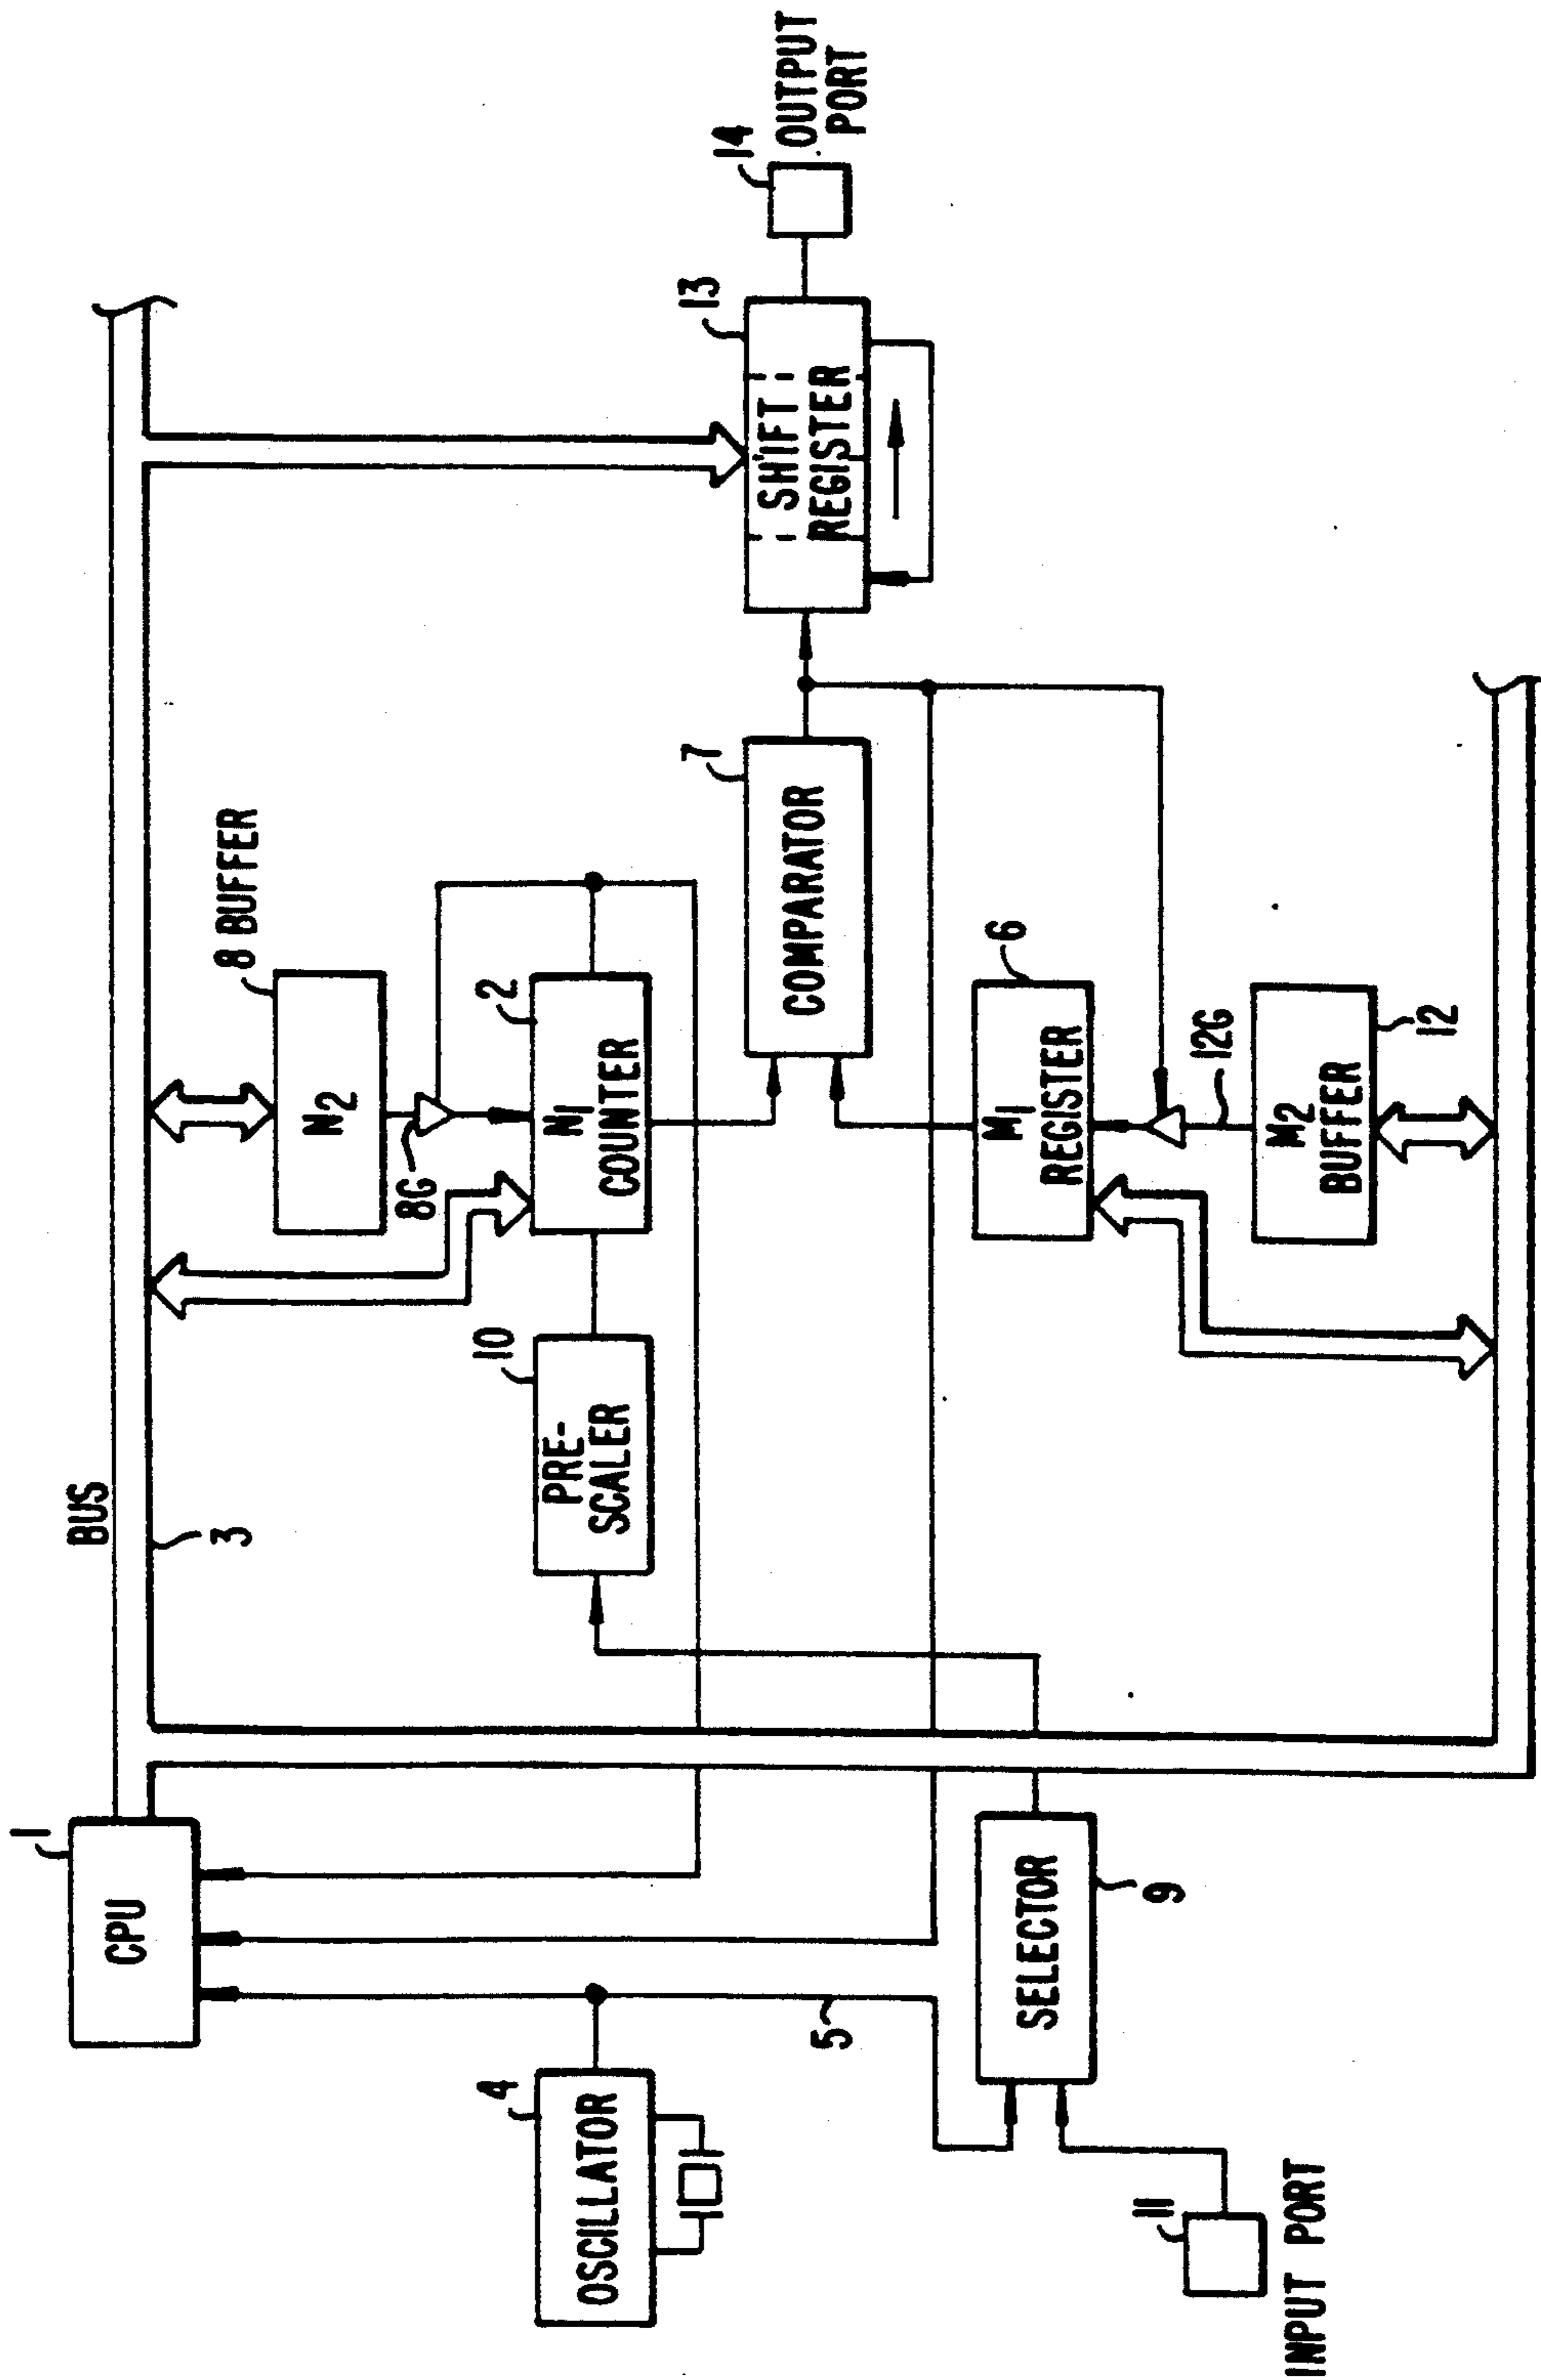 1
CPU
BUS
3
4
OSCILLATOR
5
11
INPUT PORT
SELECTOR
9
10
PRE-
SCALER
8 BUFFER
N2
8G
2
N1
COUNTER
7
COMPARATOR
6
M1
REGISTER
12G
M2
BUFFER
12
13
SHIFT
REGISTER
14
OUTPUT
PORT